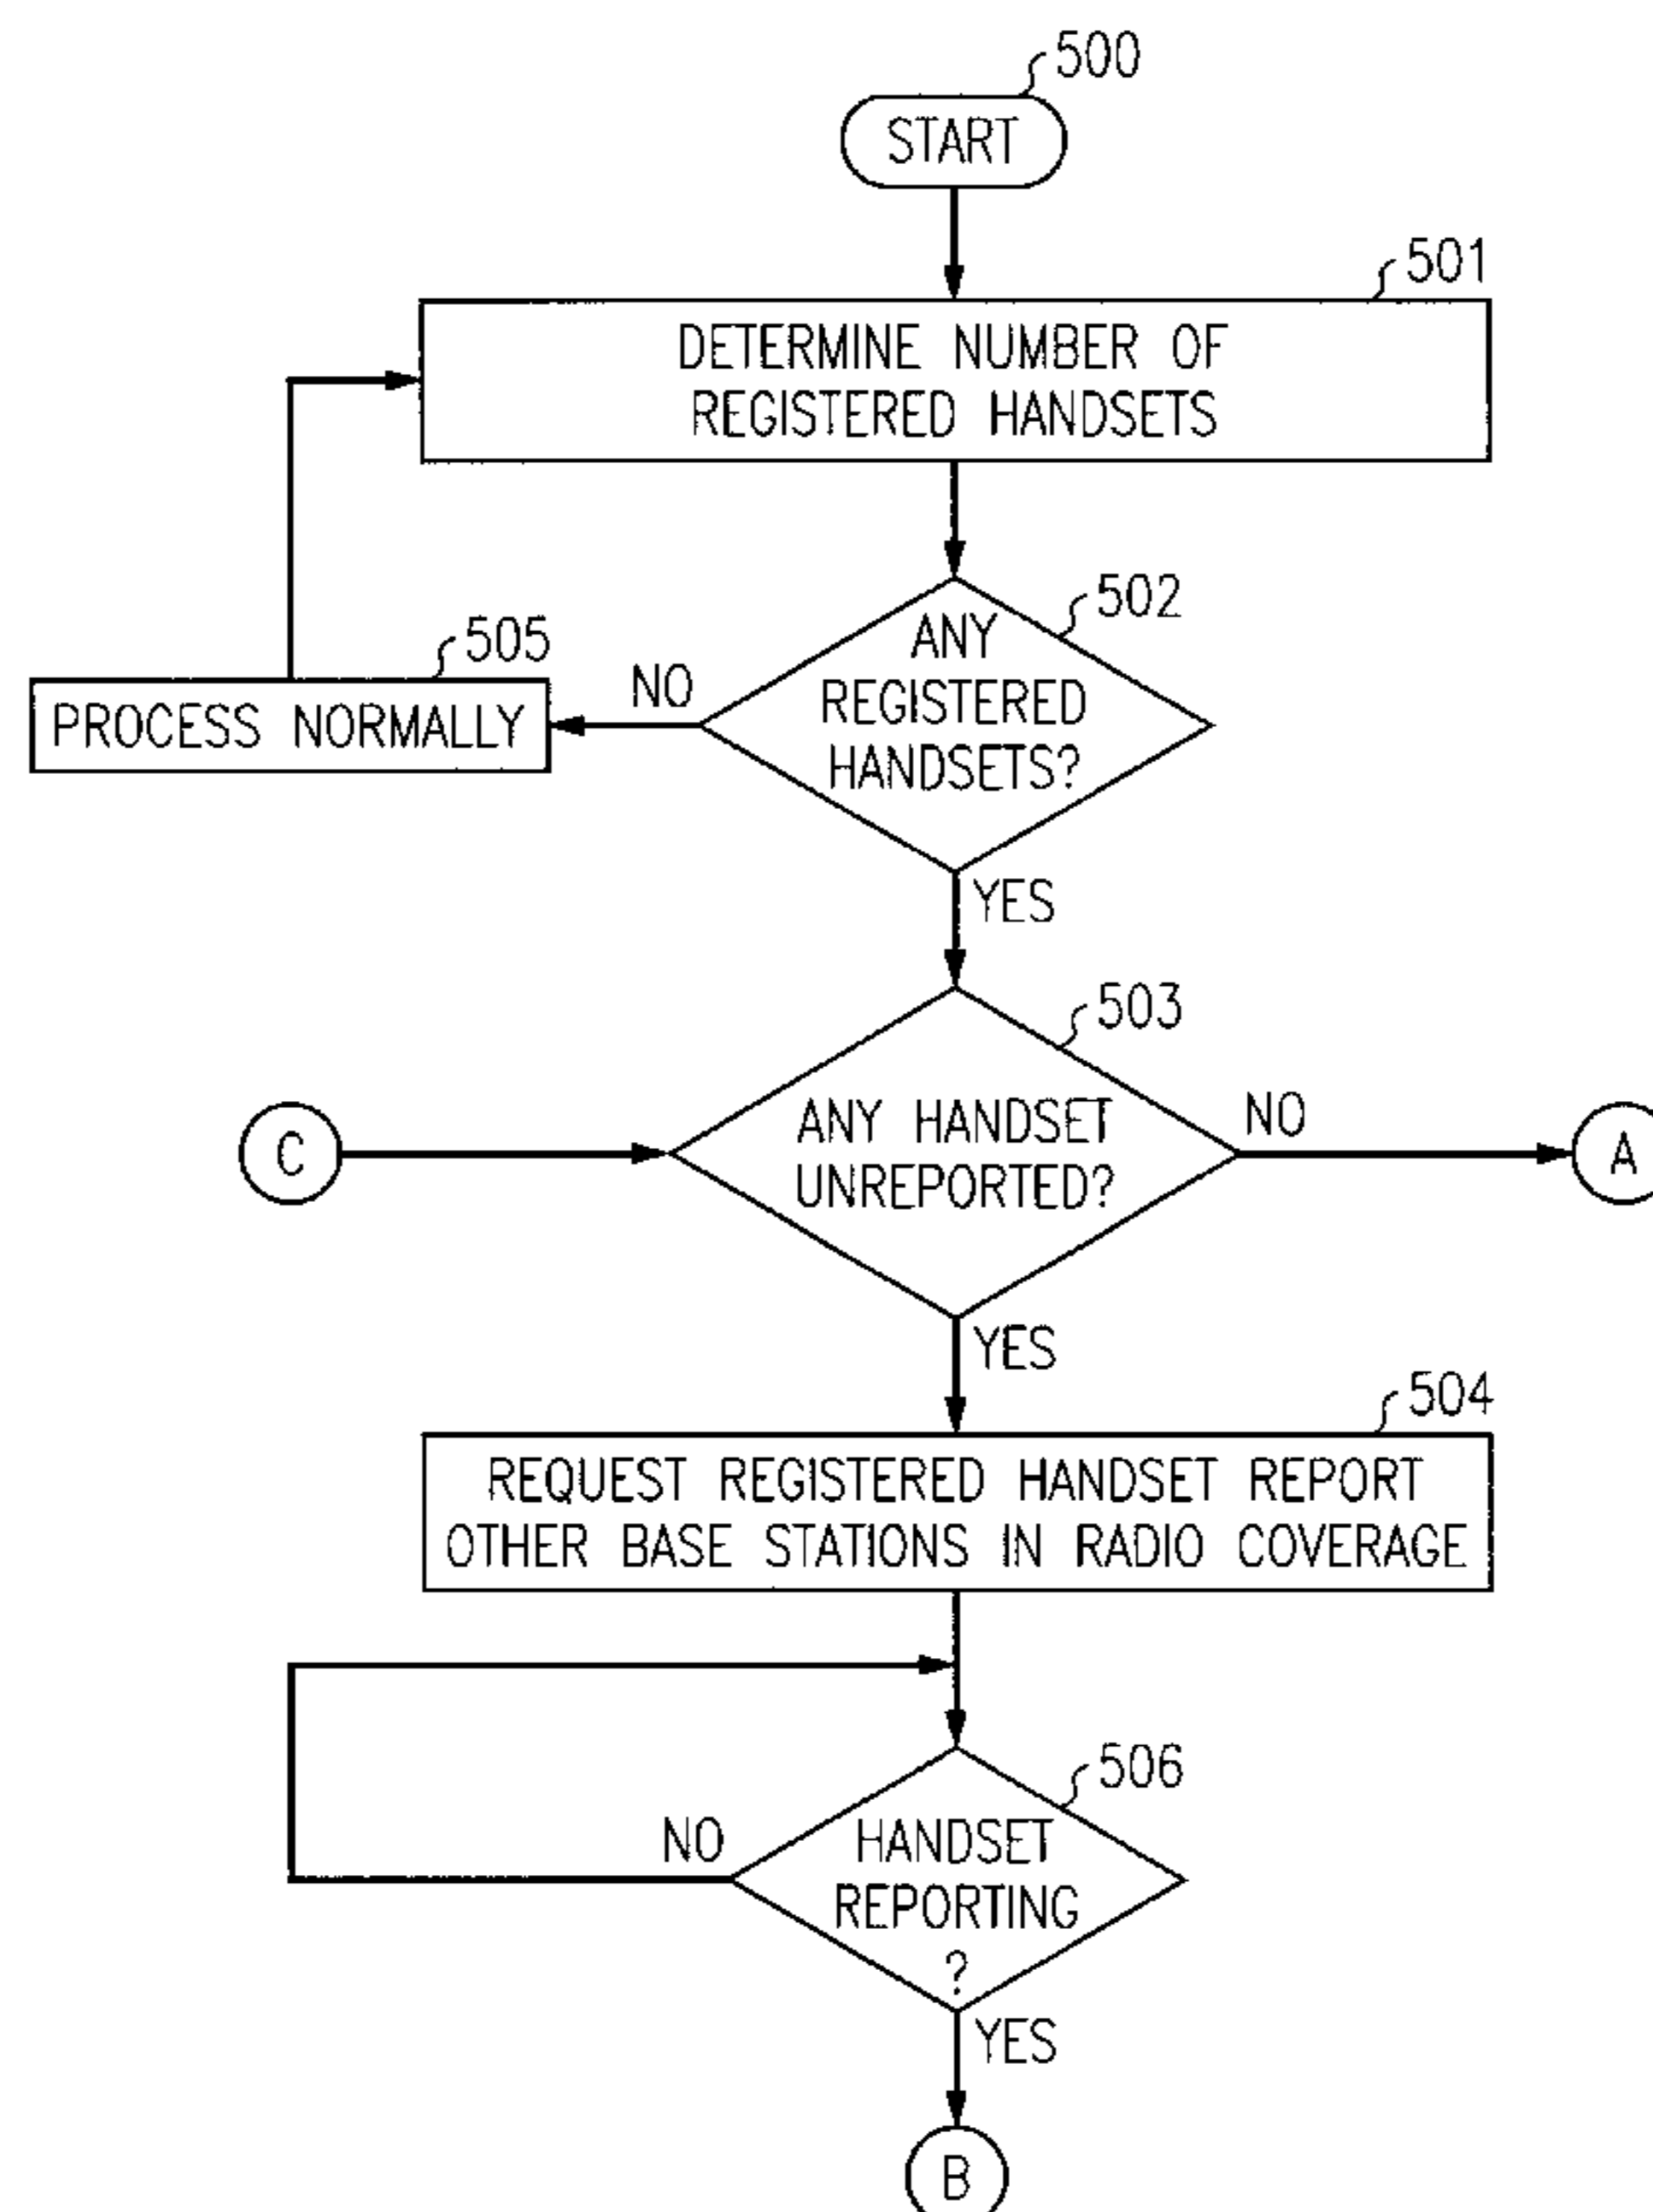 500
START
501
DETERMINE NUMBER OF
REGISTERED HANDSETS
502
ANY
REGISTERED
HANDSETS?
NO
505
PROCESS NORMALLY
YES
503
C
ANY HANDSET
UNREPORTED?
NO
A
YES
504
REQUEST REGISTERED HANDSET REPORT
OTHER BASE STATIONS IN RADIO COVERAGE
506
NO
HANDSET
REPORTING
?
YES
B